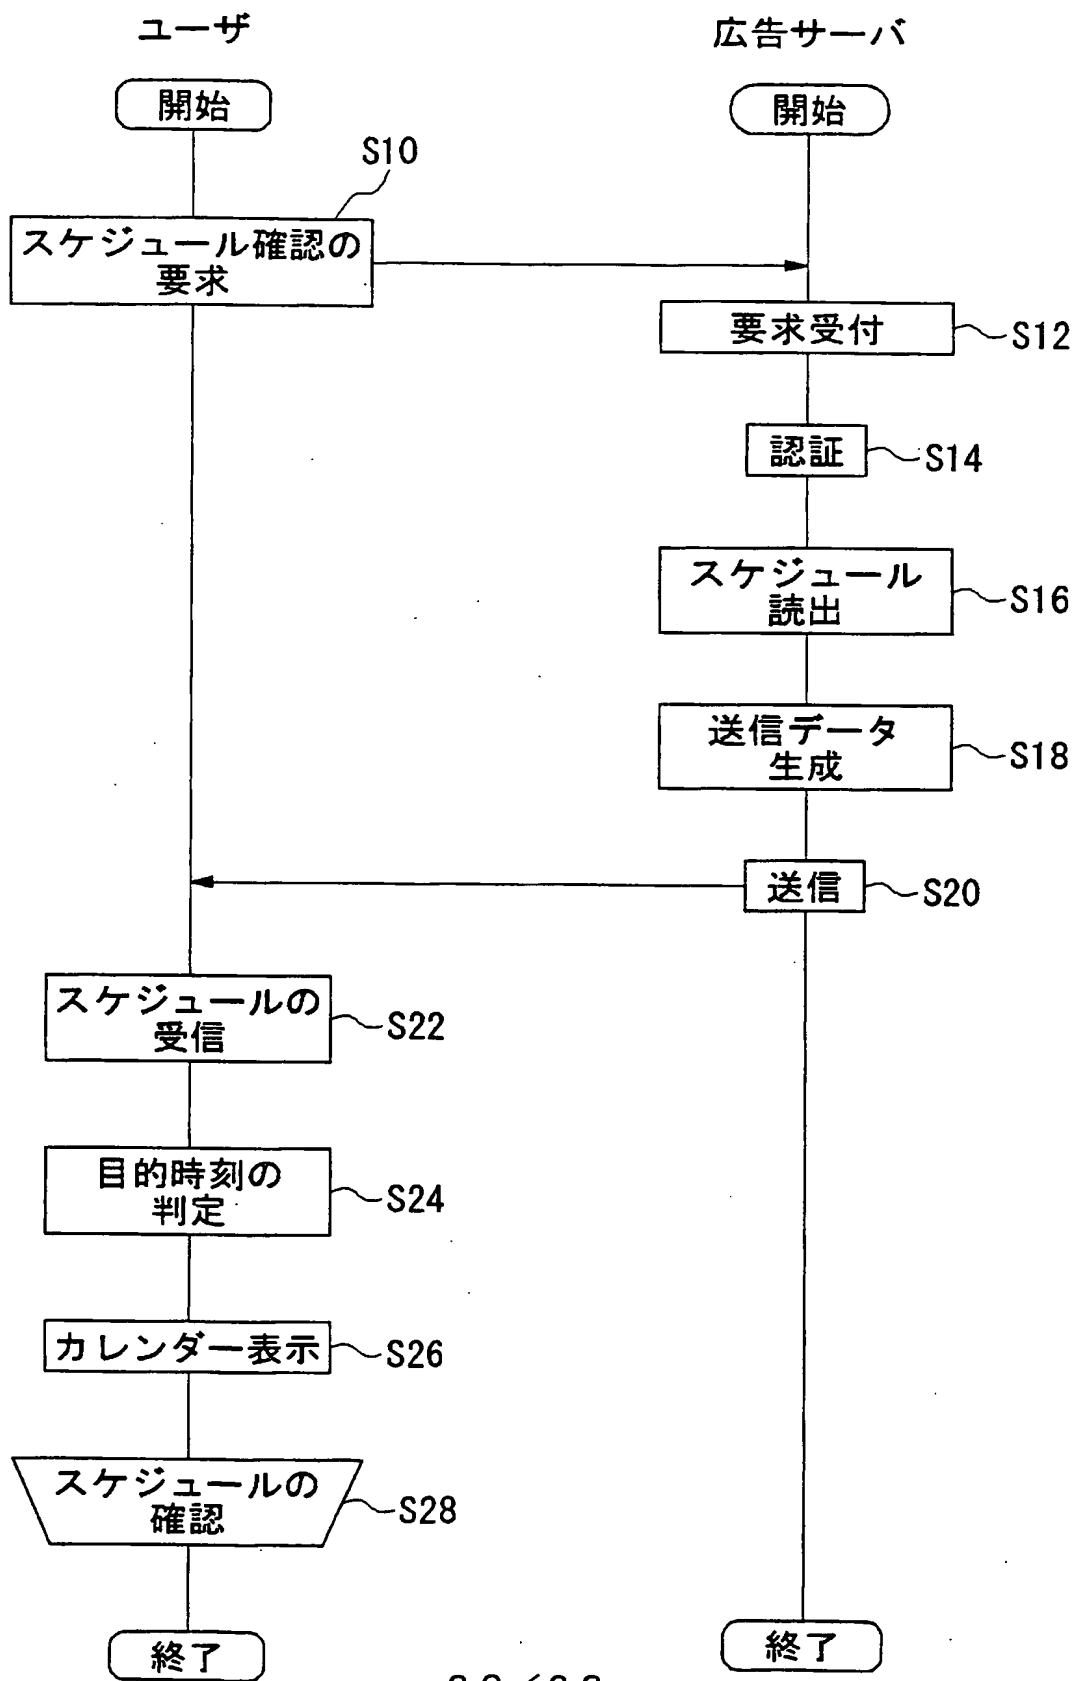 ユーザ
広告サーバ
開始
開始
S10
スケジュール確認の
要求
要求受付
S12
認証
S14
スケジュール
読出
S16
送信データ
生成
S18
送信
S20
スケジュールの
受信
S22
目的時刻の
判定
S24
カレンダー表示
S26
スケジュールの
確認
S28
終了
終了